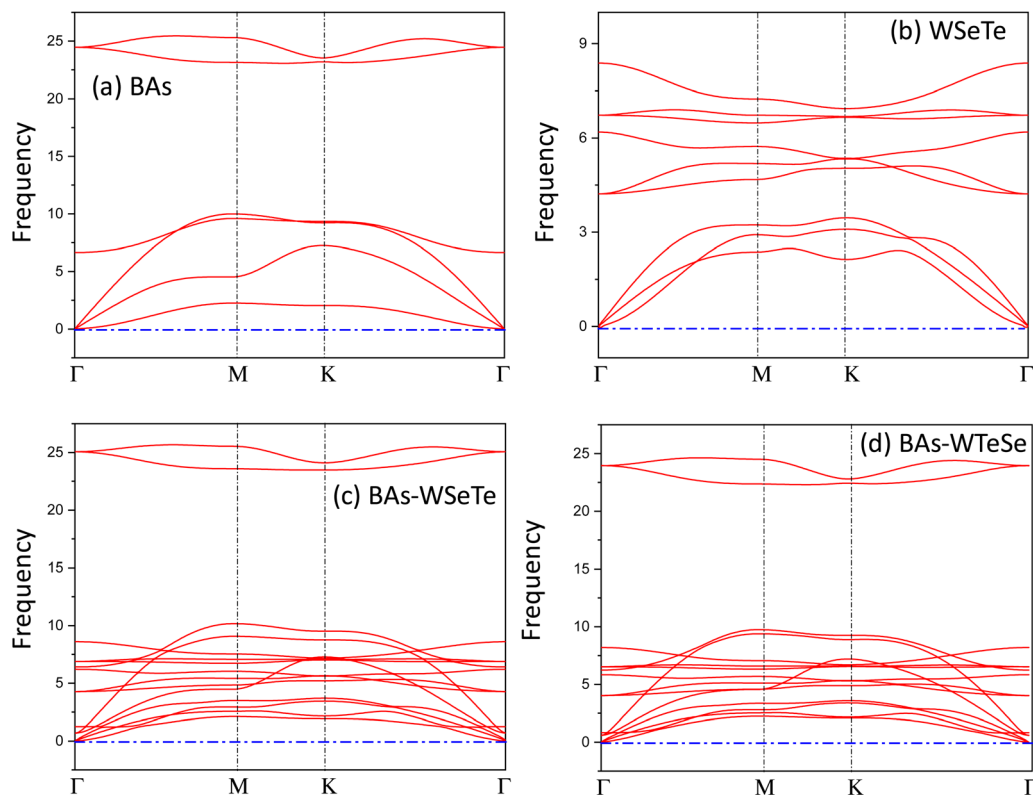 (a) BAs
Frequency
25
20
15
10
5
0
Γ
M
K
Γ
(b) WSeTe
Frequency
9
6
3
0
Γ
M
K
Γ
(c) BAs-WSeTe
Frequency
25
20
15
10
5
0
Γ
M
K
Γ
(d) BAs-WTeSe
Frequency
25
20
15
10
5
0
Γ
M
K
Γ